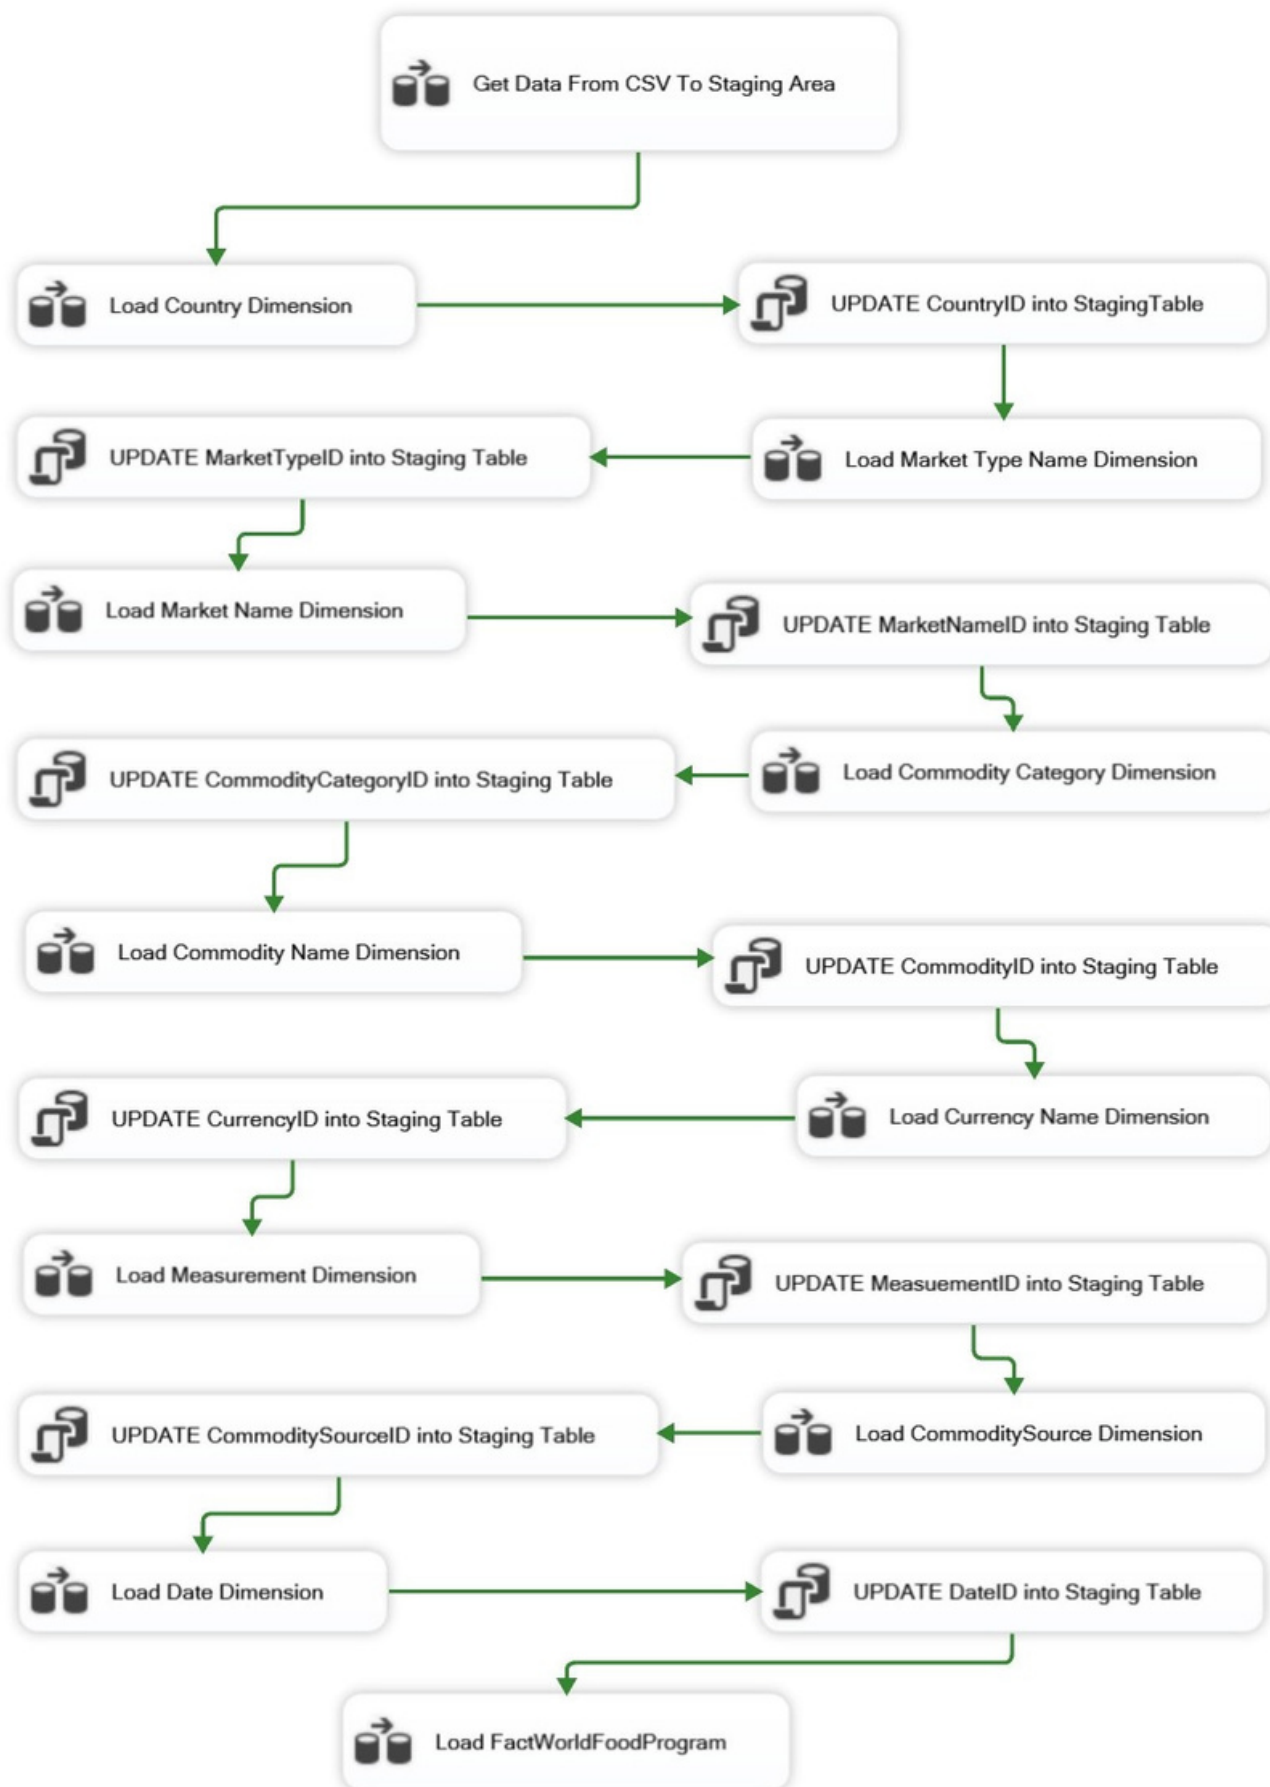 Get Data From CSV To Staging Area
Load Country Dimension
UPDATE CountryID into StagingTable
Load Market Type Name Dimension
UPDATE MarketTypeID into Staging Table
Load Market Name Dimension
UPDATE MarketNameID into Staging Table
Load Commodity Category Dimension
UPDATE CommodityCategoryID into Staging Table
Load Commodity Name Dimension
UPDATE CommodityID into Staging Table
Load Currency Name Dimension
UPDATE CurrencyID into Staging Table
Load Measurement Dimension
UPDATE MeasuementID into Staging Table
Load CommoditySource Dimension
UPDATE CommoditySourceID into Staging Table
Load Date Dimension
UPDATE DateID into Staging Table
Load FactWorldFoodProgram